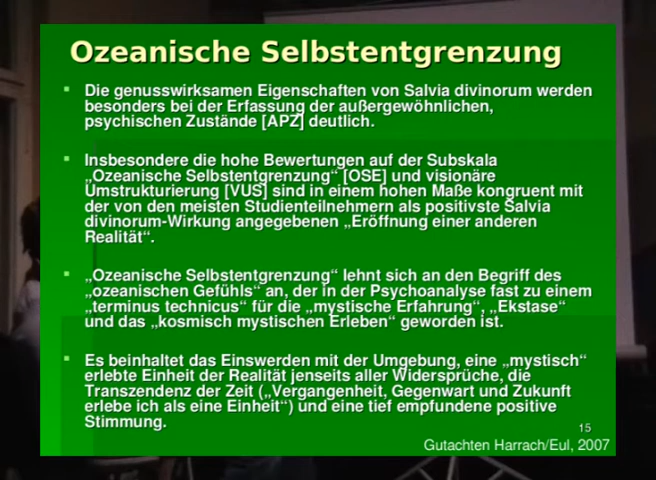 Ozeanische Selbstentgrenzung
Die genusswirksamen Eigenschaften von Salvia divinorum werden
besonders bei der Erfassung der außergewöhnlichen,
psychischen Zustände [APZ] deutlich.
Insbesondere die hohe Bewertungen auf der Subskala
„Ozeanische Selbstentgrenzung“ [OSE] und visionäre
Umstrukturierung [VUS] sind in einem hohen Maße kongruent mit
der von den meisten Studienteilnehmern als positivste Salvia
divinorum-Wirkung angegebenen „Eröffnung einer anderen
Realität“.
„Ozeanische Selbstentgrenzung“ lehnt sich an den Begriff des
„ozeanischen Gefühls“ an, der in der Psychoanalyse fast zu einem
„terminus technicus“ für die „mystische Erfahrung“, „Ekstase“
und das „kosmisch mystischen Erleben“ geworden ist.
Es beinhaltet das Einswerden mit der Umgebung, eine „mystisch“
erlebte Einheit der Realität jenseits aller Widersprüche, die
Transzendenz der Zeit („Vergangenheit, Gegenwart und Zukunft
erlebe ich als eine Einheit“) und eine tief empfundene positive
Stimmung.
15
Gutachten Harrach/Eul, 2007